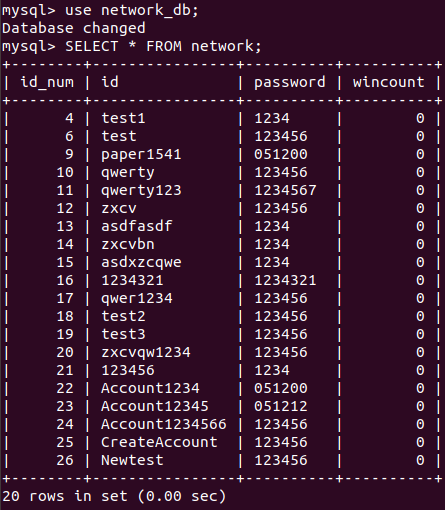 mysql> use network_db;
Database changed
mysql> SELECT * FROM network;
+--------+----------------+----------+----------+
| id_num | id             | password | wincount |
+--------+----------------+----------+----------+
|      4 | test1          | 1234     |        0 |
|      6 | test           | 123456   |        0 |
|      9 | paper1541      | 051200   |        0 |
|     10 | qwerty         | 123456   |        0 |
|     11 | qwerty123      | 1234567  |        0 |
|     12 | zxcv           | 123456   |        0 |
|     13 | asdfasdf       | 1234     |        0 |
|     14 | zxcvbn         | 1234     |        0 |
|     15 | asdxzcqwe      | 1234     |        0 |
|     16 | 1234321        | 1234321  |        0 |
|     17 | qwer1234       | 123456   |        0 |
|     18 | test2          | 123456   |        0 |
|     19 | test3          | 123456   |        0 |
|     20 | zxcvqw1234     | 123456   |        0 |
|     21 | 123456         | 1234     |        0 |
|     22 | Account1234    | 051200   |        0 |
|     23 | Account12345   | 051212   |        0 |
|     24 | Account1234566 | 123456   |        0 |
|     25 | CreateAccount  | 123456   |        0 |
|     26 | Newtest        | 123456   |        0 |
+--------+----------------+----------+----------+
20 rows in set (0.00 sec)